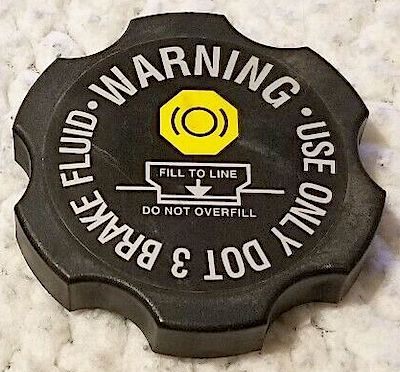 WARNING
• USE ONLY DOT 3 BRAKE FLUID •
FILL TO LINE
DO NOT OVERFILL